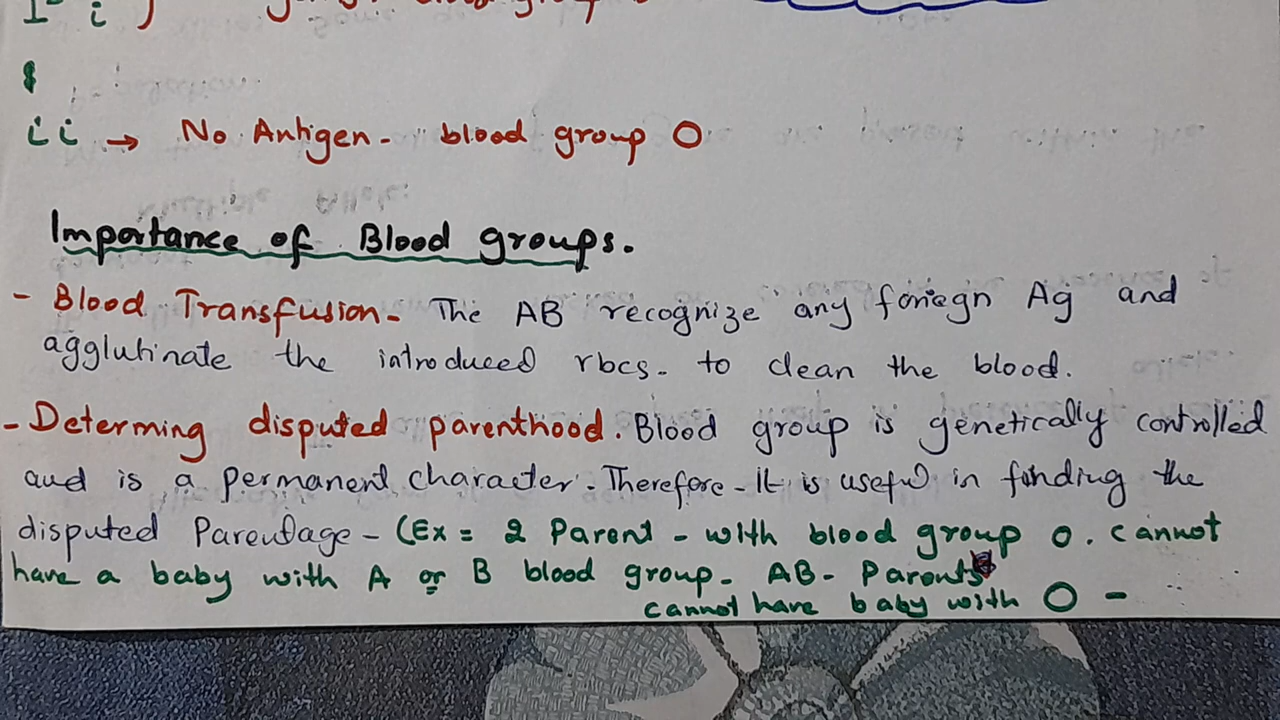 i i → No Antigen - blood group O
Importance of Blood groups.
- Blood Transfusion - The AB recognize any foriegn Ag and
agglutinate the introduced rbcs - to clean the blood.
- Determing disputed parenthood. Blood group is genetically controlled
and is a permanent character - Therefore - It is useful in finding the
disputed Parentage - (Ex = 2 Parent - with blood group O. cannot
have a baby with A or B blood group - AB - Parents
cannot have baby with O -